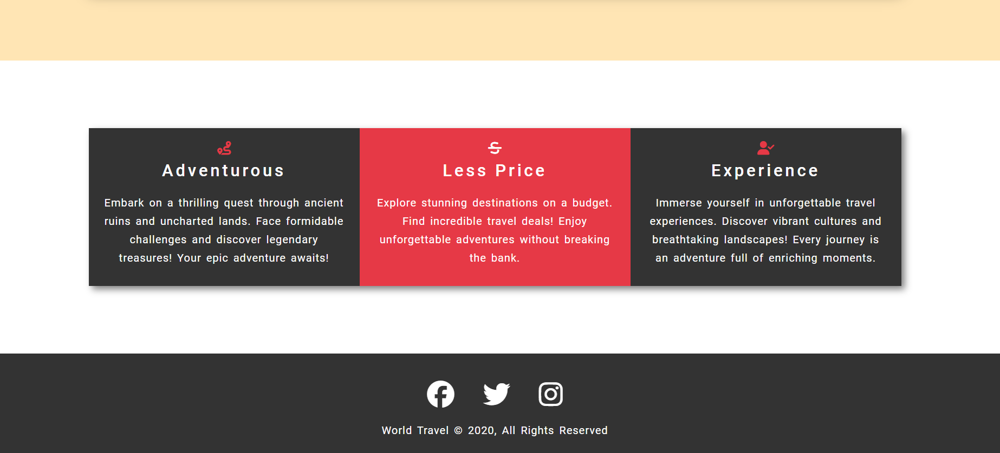 Adventurous
Embark on a thrilling quest through ancient
ruins and uncharted lands. Face formidable
challenges and discover legendary
treasures! Your epic adventure awaits!
Less Price
Explore stunning destinations on a budget.
Find incredible travel deals! Enjoy
unforgettable adventures without breaking
the bank.
Experience
Immerse yourself in unforgettable travel
experiences. Discover vibrant cultures and
breathtaking landscapes! Every journey is
an adventure full of enriching moments.
World Travel © 2020, All Rights Reserved